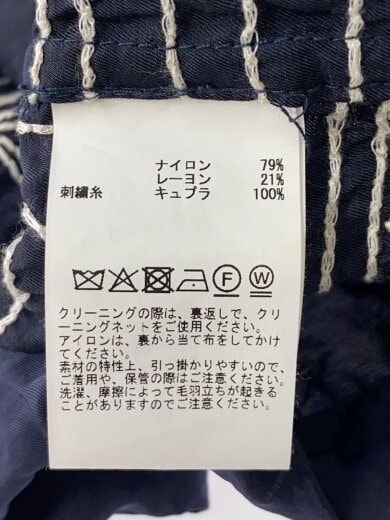 ナイロン 79%
レーヨン 21%
刺繍糸 キュプラ 100%
F W
クリーニングの際は、裏返しで、クリ
ーニングネットをご使用ください。
アイロンは、裏から当て布をしてかけ
てください。
素材の特性上、引っ掛かりやすいので、
ご着用や、保管の際はご注意ください。
洗濯、摩擦によって毛羽立ちが起きる
ことがありますのでご注意ください。